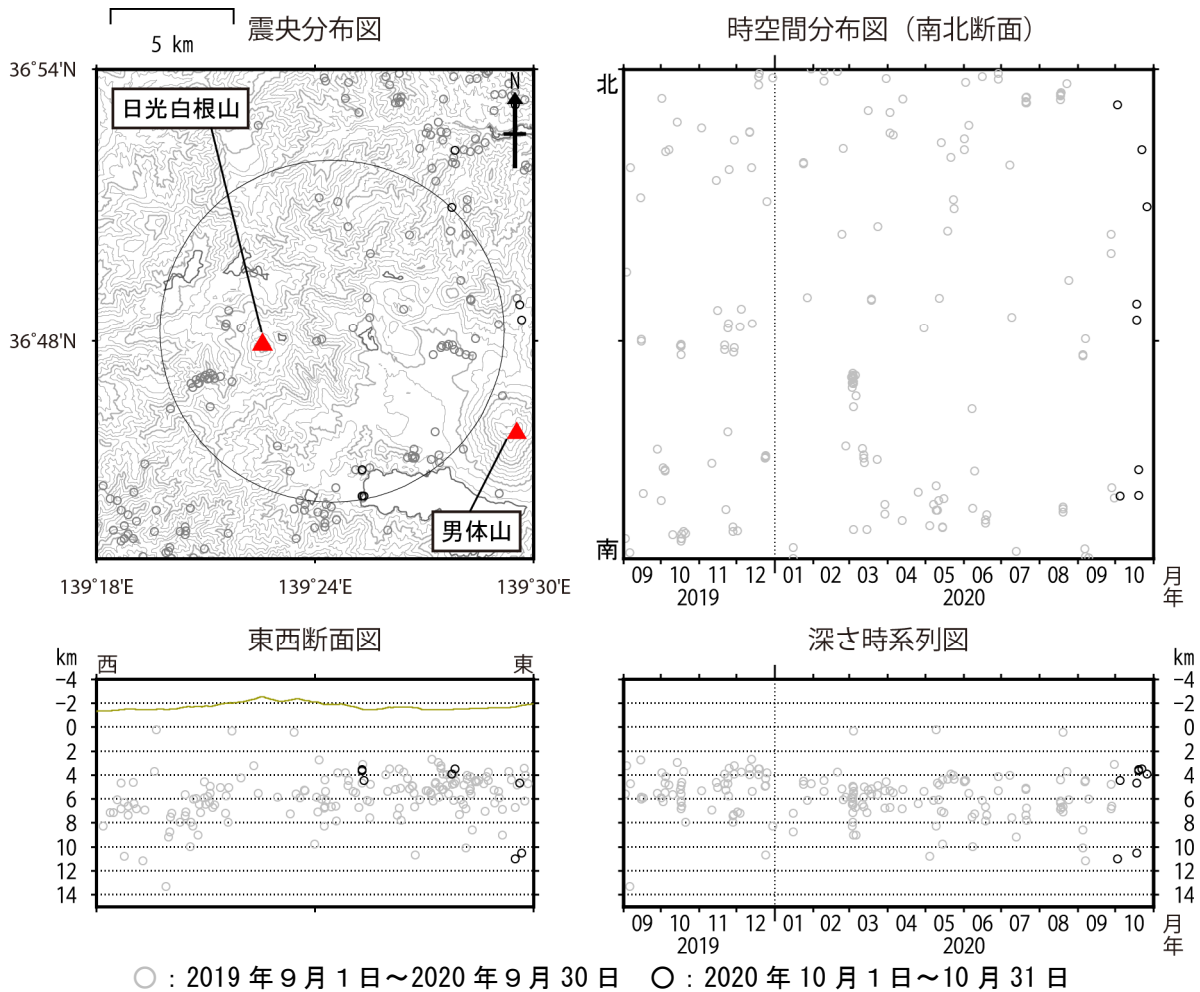 5 km
震央分布図
時空間分布図（南北断面）
36°54'N
36°48'N
139°18'E
139°24'E
139°30'E
N
日光白根山
男体山
北
南
09 10 11 12 01 02 03 04 05 06 07 08 09 10 月
2019 2020 年
東西断面図
km
西
東
-4
-2
0
2
4
6
8
10
12
14
深さ時系列図
km
-4
-2
0
2
4
6
8
10
12
14
09 10 11 12 01 02 03 04 05 06 07 08 09 10 月
2019 2020 年
○ : 2019 年９月１日〜2020 年９月 30 日 ○ : 2020 年 10 月１日〜10 月 31 日